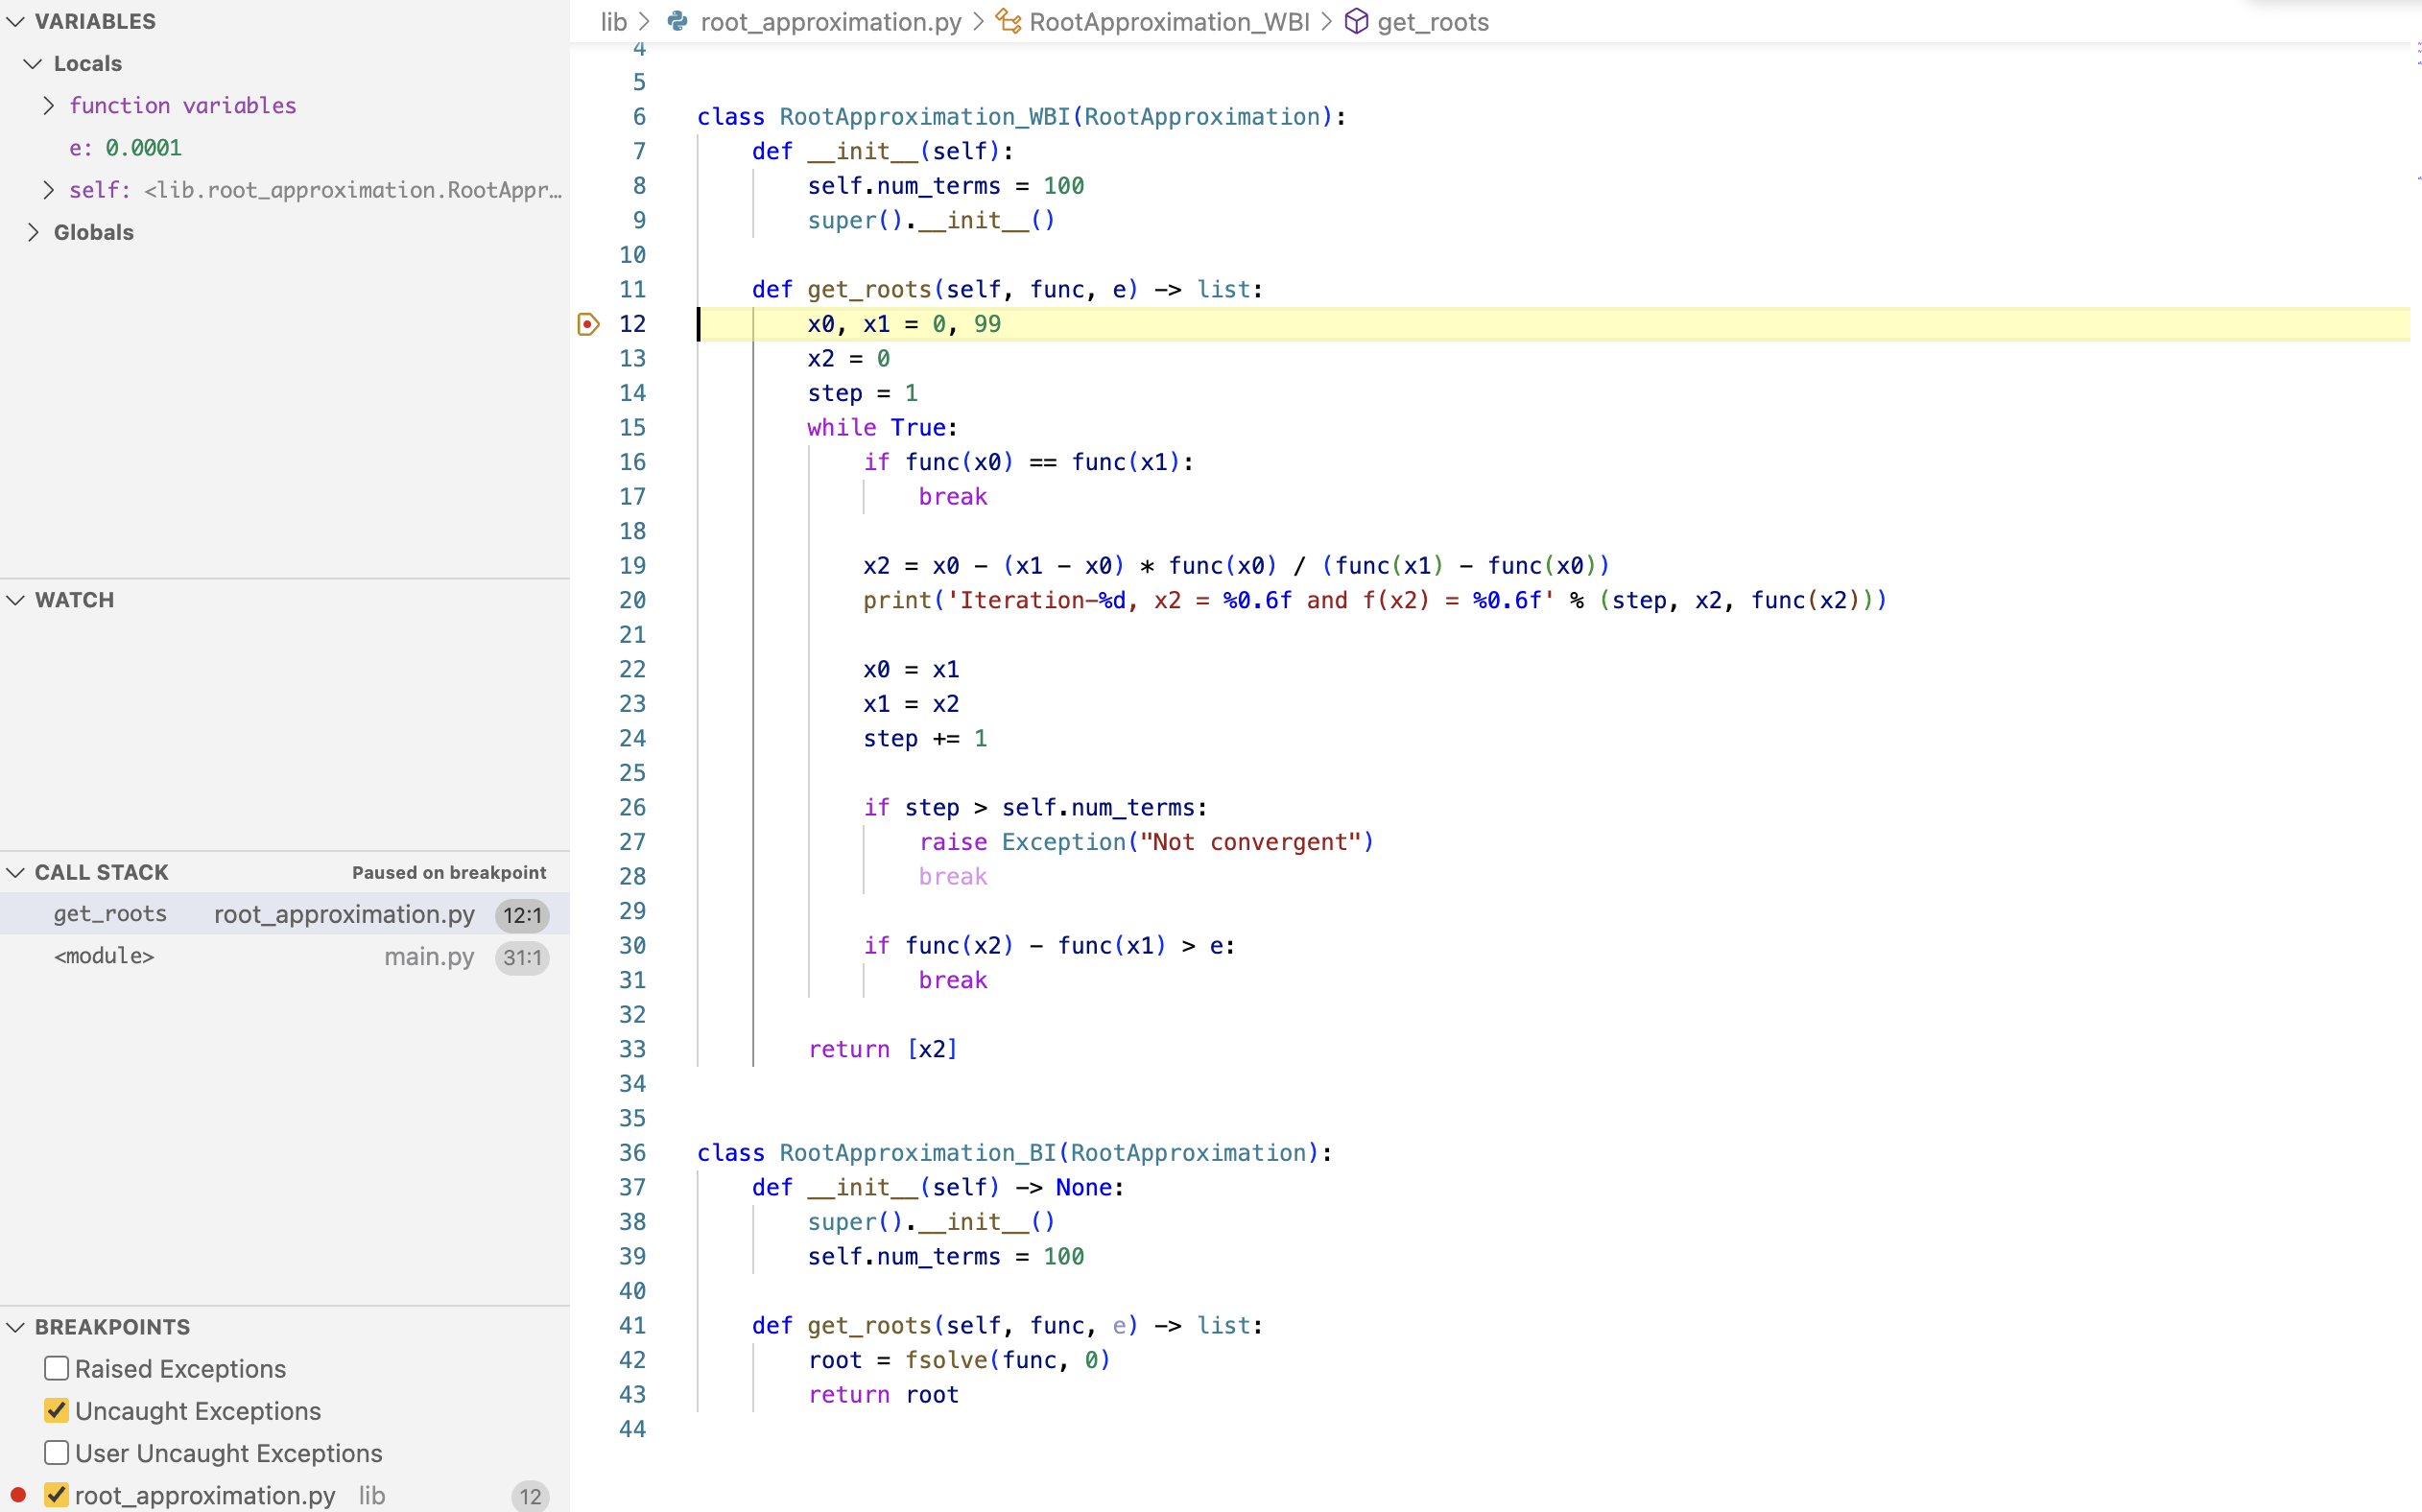 VARIABLES
Locals
function variables
e: 0.0001
self: <lib.root_approximation.RootAppr…
Globals
WATCH
CALL STACK Paused on breakpoint
get_roots root_approximation.py 12:1
<module> main.py 31:1
BREAKPOINTS
Raised Exceptions
Uncaught Exceptions
User Uncaught Exceptions
root_approximation.py lib 12
lib > root_approximation.py > RootApproximation_WBI > get_roots
4
5
6 class RootApproximation_WBI(RootApproximation):
7     def __init__(self):
8         self.num_terms = 100
9         super().__init__()
10
11     def get_roots(self, func, e) -> list:
12         x0, x1 = 0, 99
13         x2 = 0
14         step = 1
15         while True:
16             if func(x0) == func(x1):
17                 break
18
19             x2 = x0 - (x1 - x0) * func(x0) / (func(x1) - func(x0))
20             print('Iteration-%d, x2 = %0.6f and f(x2) = %0.6f' % (step, x2, func(x2)))
21
22             x0 = x1
23             x1 = x2
24             step += 1
25
26             if step > self.num_terms:
27                 raise Exception("Not convergent")
28                 break
29
30             if func(x2) - func(x1) > e:
31                 break
32
33         return [x2]
34
35
36 class RootApproximation_BI(RootApproximation):
37     def __init__(self) -> None:
38         super().__init__()
39         self.num_terms = 100
40
41     def get_roots(self, func, e) -> list:
42         root = fsolve(func, 0)
43         return root
44